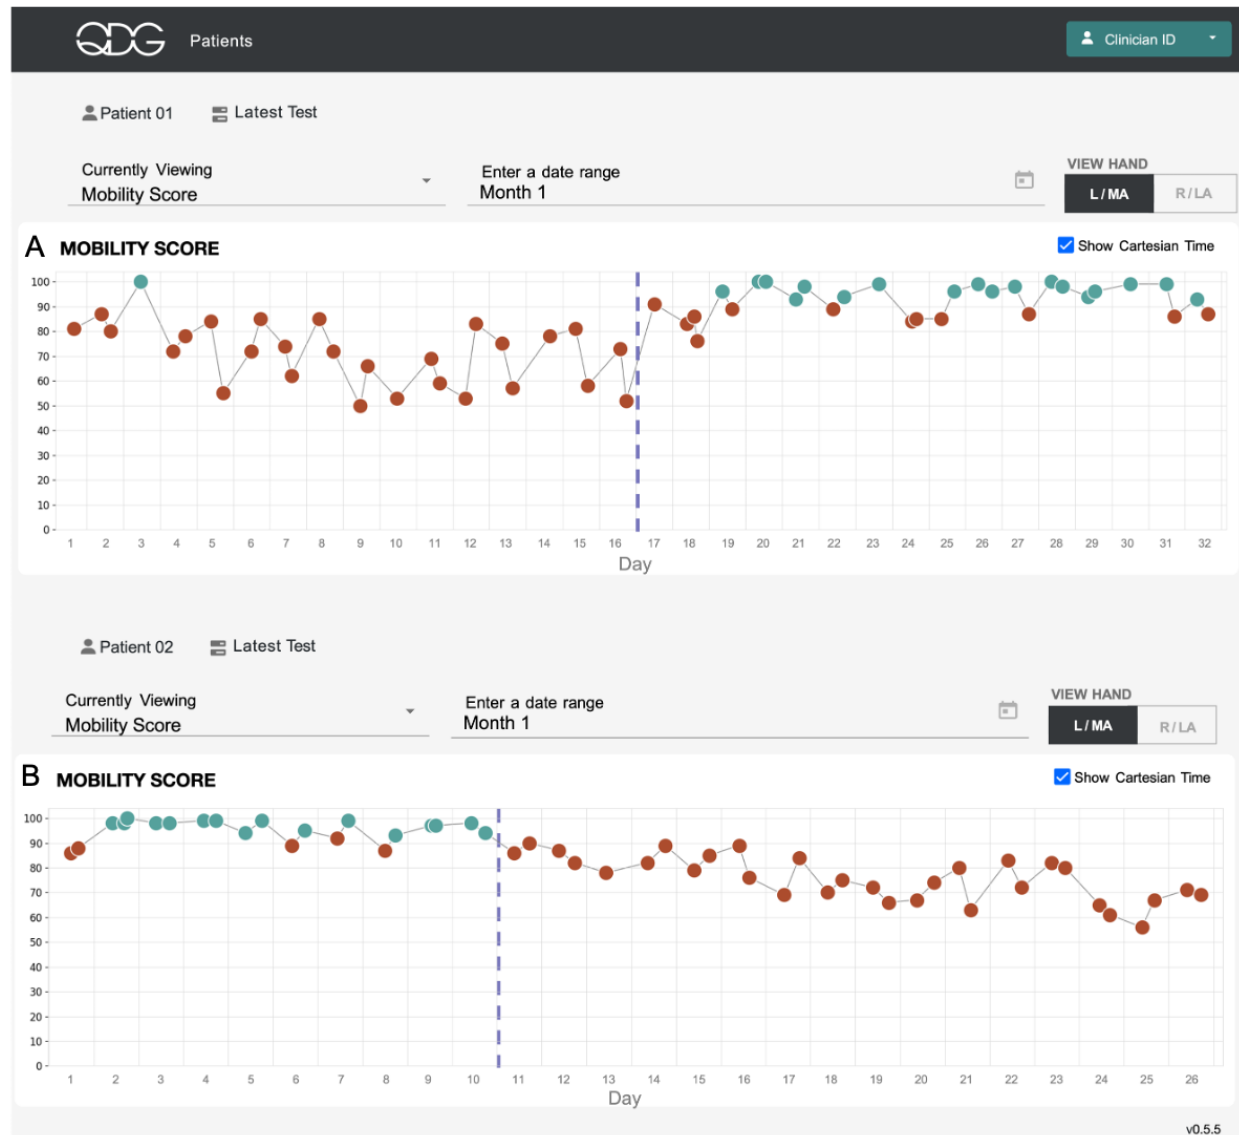 QDG Patients Clinician ID
Patient 01 Latest Test
Currently Viewing Enter a date range VIEW HAND
Mobility Score Month 1 L / MA R / LA
A MOBILITY SCORE Show Cartesian Time
100
90
80
70
60
50
40
30
20
10
0
1 2 3 4 5 6 7 8 9 10 11 12 13 14 15 16 17 18 19 20 21 22 23 24 25 26 27 28 29 30 31 32
Day
Patient 02 Latest Test
Currently Viewing Enter a date range VIEW HAND
Mobility Score Month 1 L / MA R / LA
B MOBILITY SCORE Show Cartesian Time
100
90
80
70
60
50
40
30
20
10
0
1 2 3 4 5 6 7 8 9 10 11 12 13 14 15 16 17 18 19 20 21 22 23 24 25 26
Day
v0.5.5